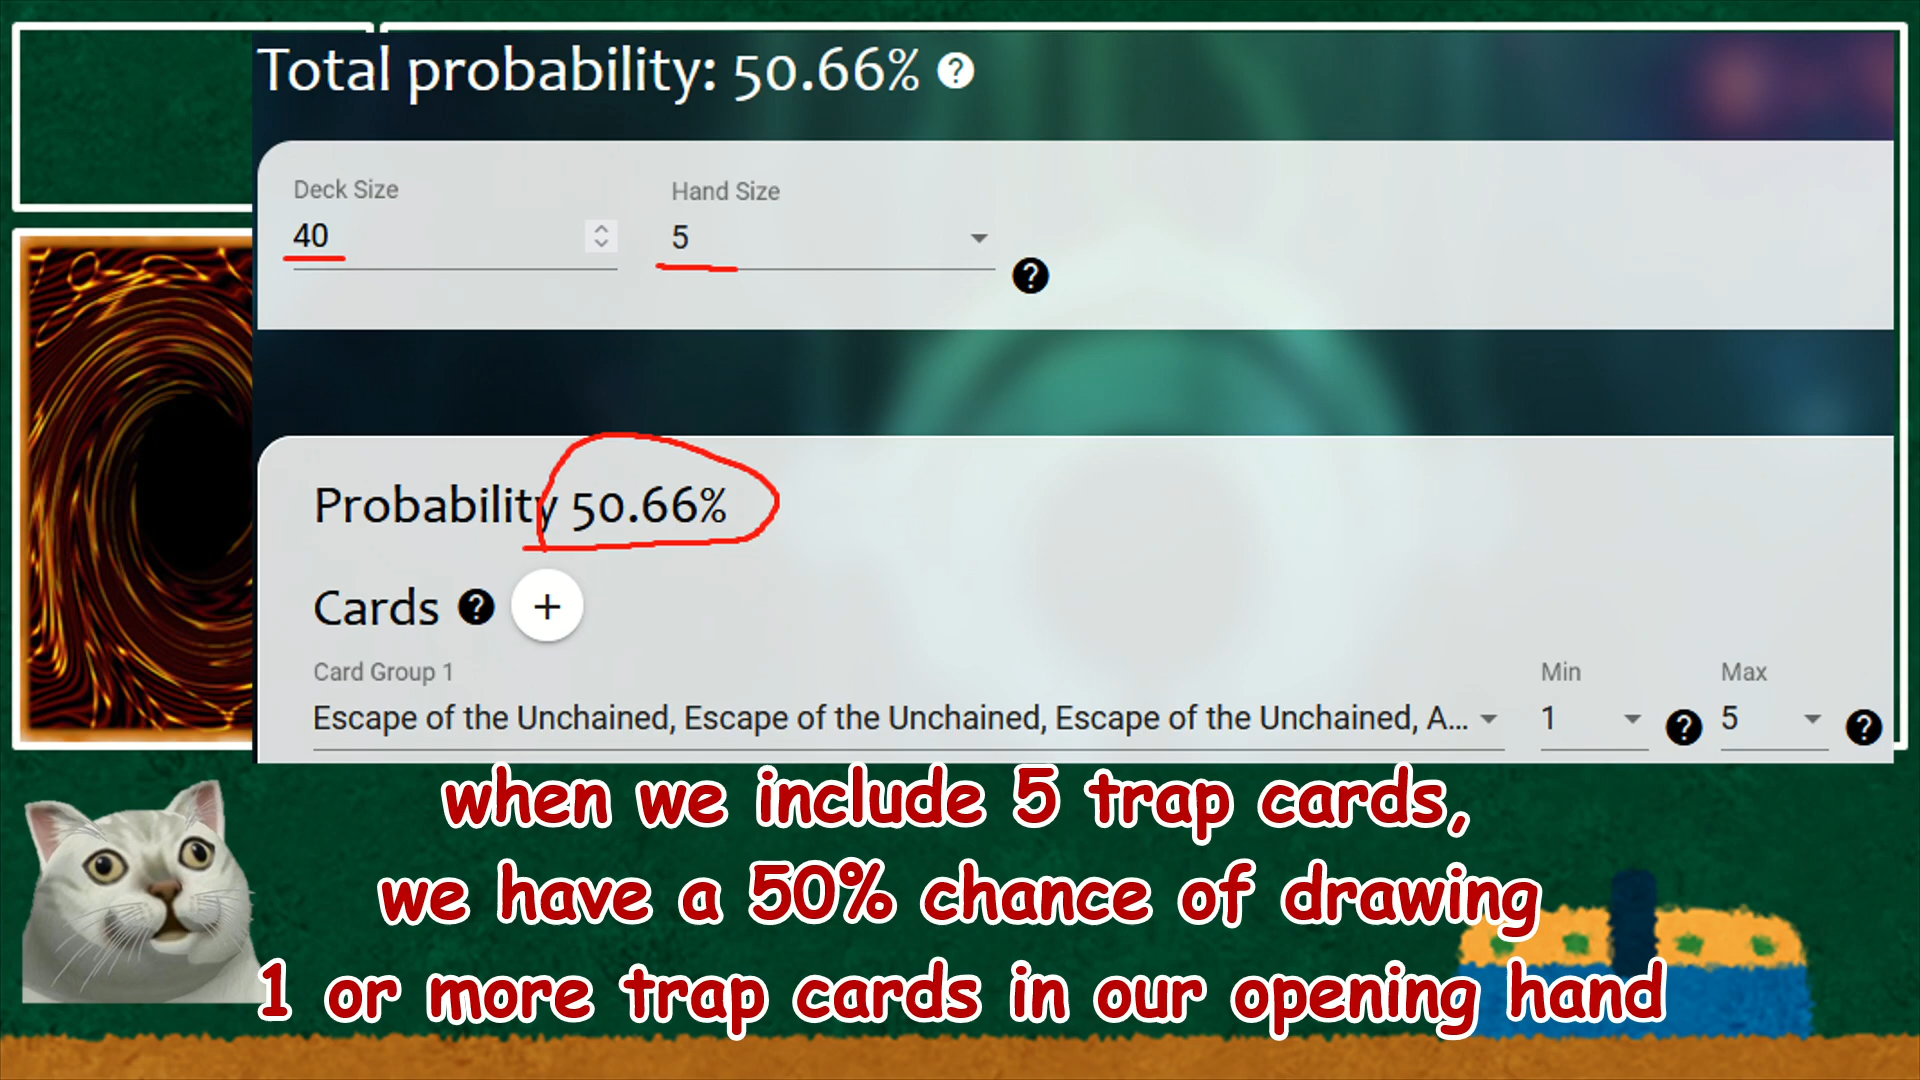 Total probability: 50.66% ?
Deck Size
40
Hand Size
5
?
Probability 50.66%
Cards ? +
Card Group 1
Escape of the Unchained, Escape of the Unchained, Escape of the Unchained, A...
Min
1
?
Max
5
?
when we include 5 trap cards,
we have a 50% chance of drawing
1 or more trap cards in our opening hand